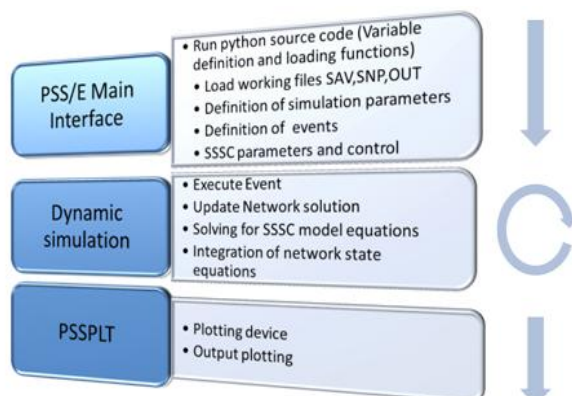 PSS/E Main
Interface
• Run python source code (Variable
definition and loading functions)
• Load working files SAV,SNP,OUT
• Definition of simulation parameters
• Definition of events
• SSSC parameters and control
Dynamic
simulation
• Execute Event
• Update Network solution
• Solving for SSSC model equations
• Integration of network state
equations
PSSPLT
• Plotting device
• Output plotting